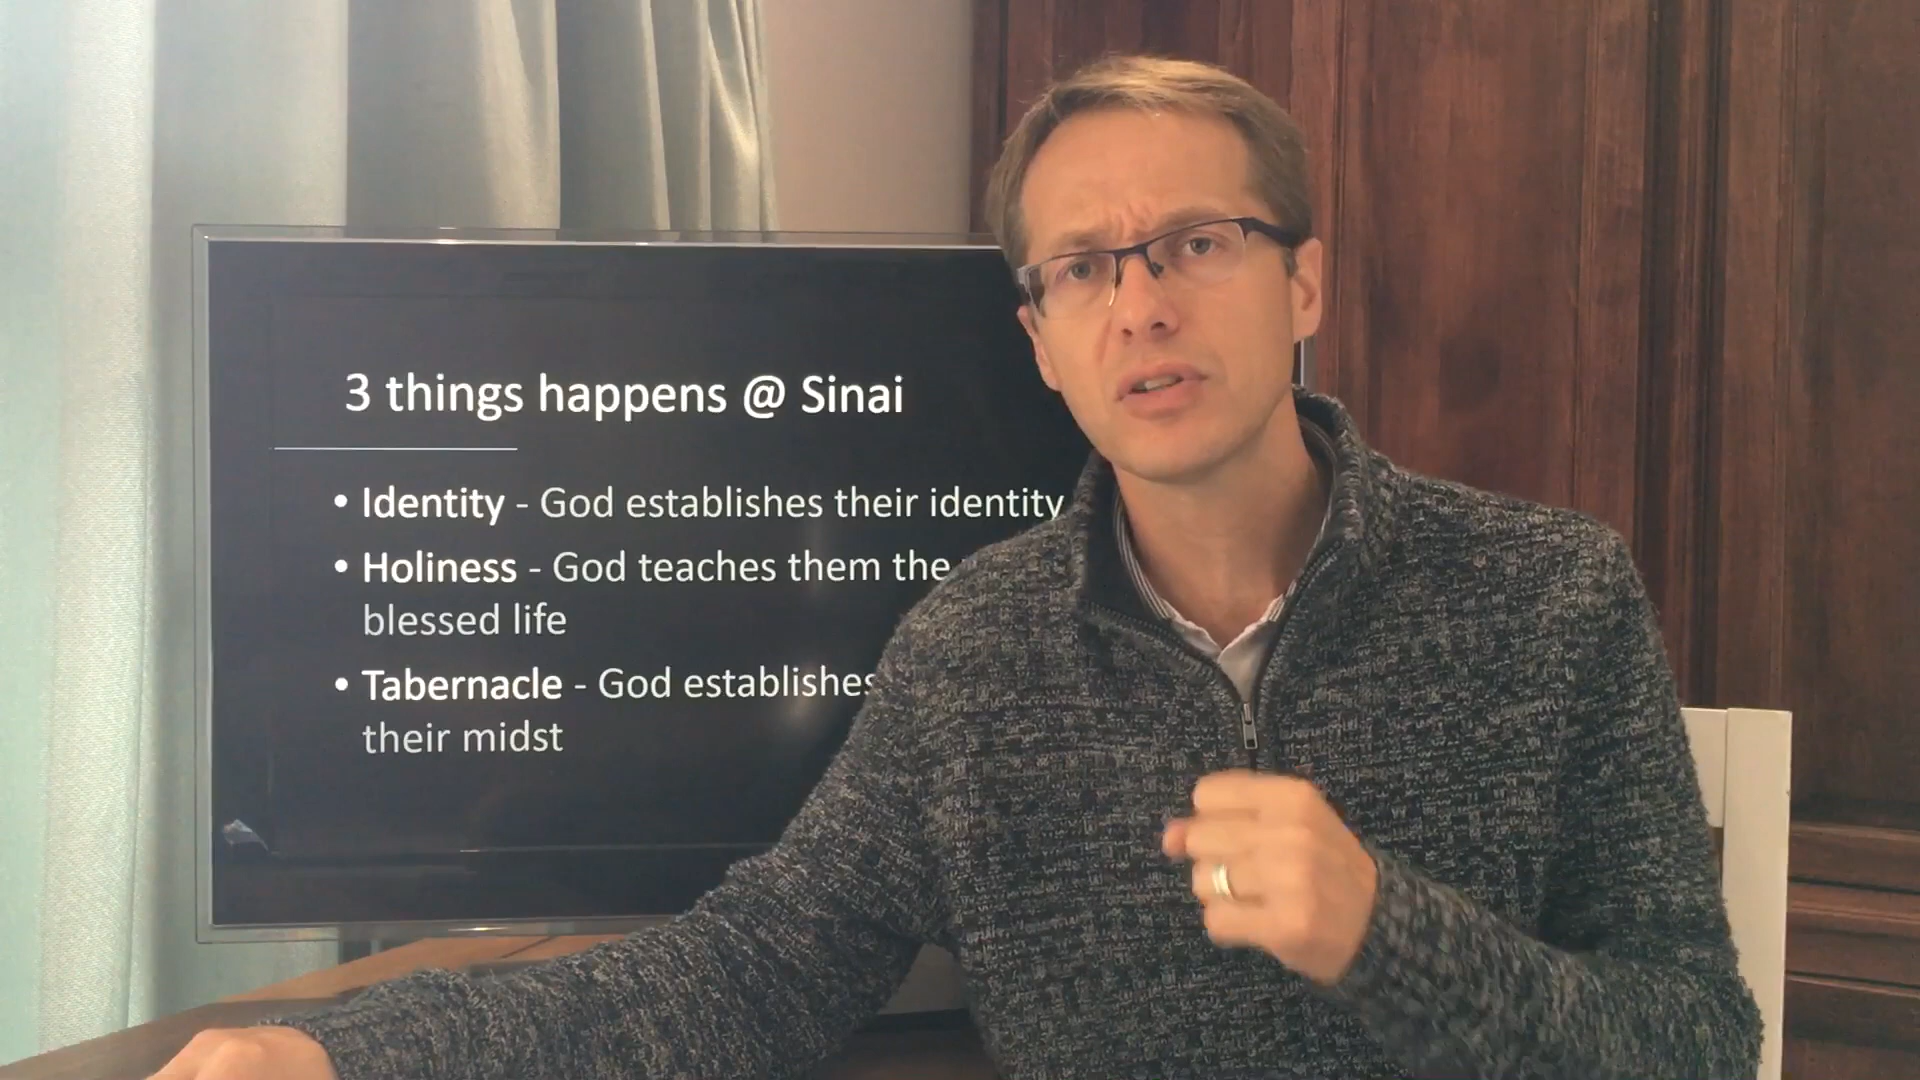 3 things happens @ Sinai
• Identity - God establishes their identity
• Holiness - God teaches them the
blessed life
• Tabernacle - God establishes
their midst